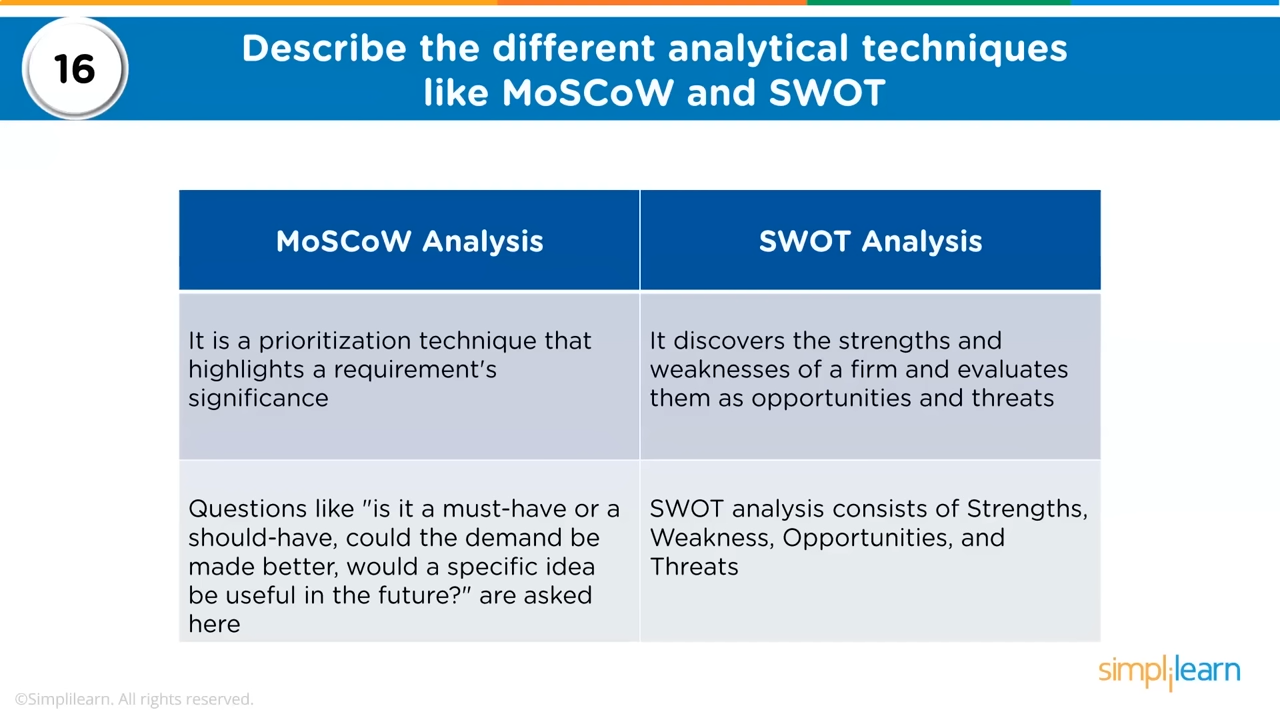 16
Describe the different analytical techniques
like MoSCoW and SWOT
MoSCoW Analysis
SWOT Analysis
It is a prioritization technique that
highlights a requirement's
significance
It discovers the strengths and
weaknesses of a firm and evaluates
them as opportunities and threats
Questions like "is it a must-have or a
should-have, could the demand be
made better, would a specific idea
be useful in the future?" are asked
here
SWOT analysis consists of Strengths,
Weakness, Opportunities, and
Threats
simplilearn
©Simplilearn. All rights reserved.